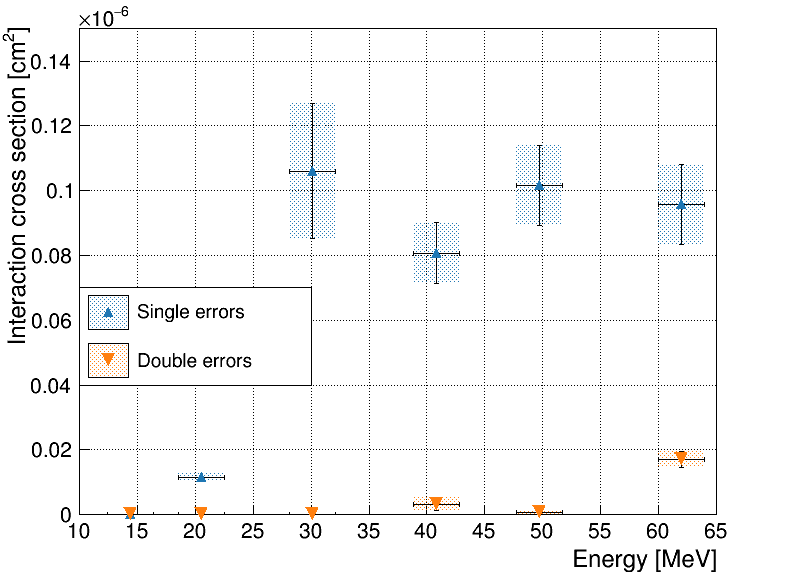 ×10⁻⁶
Interaction cross section [cm²]
0.14
0.12
0.1
0.08
0.06
0.04
0.02
0
Single errors
Double errors
10 15 20 25 30 35 40 45 50 55 60 65
Energy [MeV]